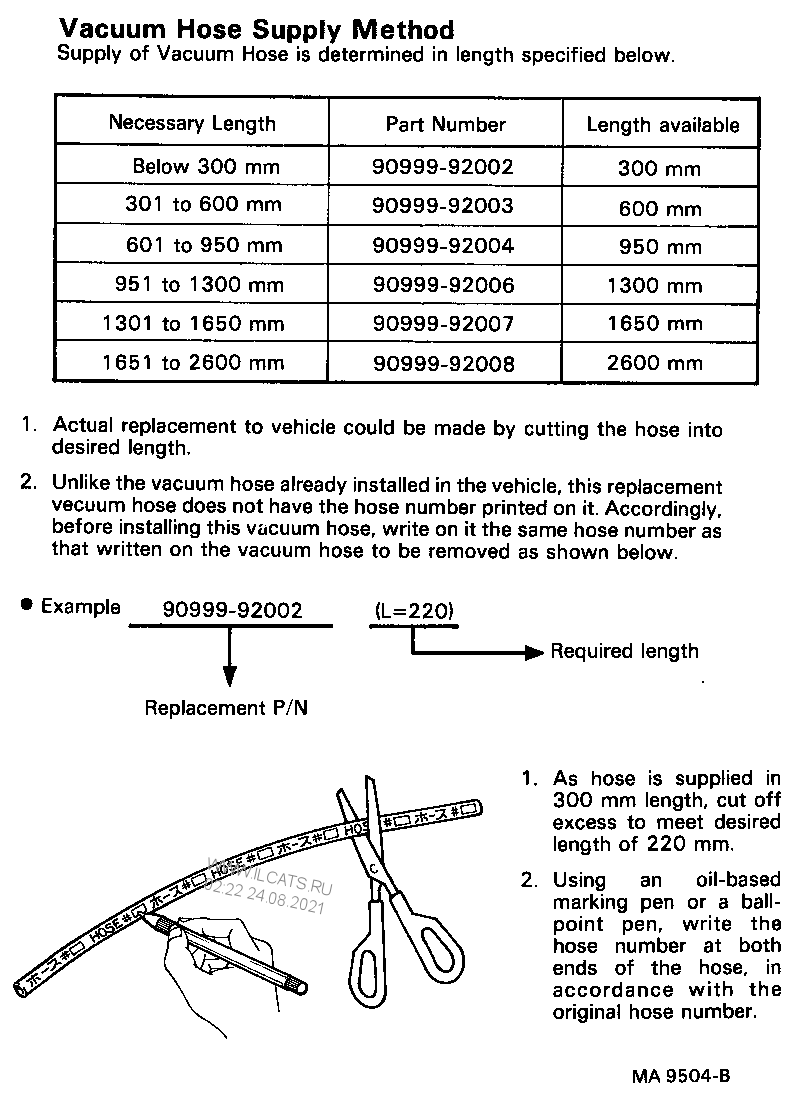 Vacuum Hose Supply Method
Supply of Vacuum Hose is determined in length specified below.
Necessary Length Part Number Length available
Below 300 mm 90999-92002 300 mm
301 to 600 mm 90999-92003 600 mm
601 to 950 mm 90999-92004 950 mm
951 to 1300 mm 90999-92006 1300 mm
1301 to 1650 mm 90999-92007 1650 mm
1651 to 2600 mm 90999-92008 2600 mm
1. Actual replacement to vehicle could be made by cutting the hose into
desired length.
2. Unlike the vacuum hose already installed in the vehicle, this replacement
vecuum hose does not have the hose number printed on it. Accordingly,
before installing this vacuum hose, write on it the same hose number as
that written on the vacuum hose to be removed as shown below.
● Example 90999-92002 (L=220)
Required length
Replacement P/N
1. As hose is supplied in
300 mm length, cut off
excess to meet desired
length of 220 mm.
2. Using an oil-based
marking pen or a ball-
point pen, write the
hose number at both
ends of the hose, in
accordance with the
original hose number.
ホース#□ HOSE#□ ホース#□ HOSE#□ ホース#□ HOSE#□ ホース#□
C
WWW.ILCATS.RU
02:22 24.08.2021
MA 9504-B